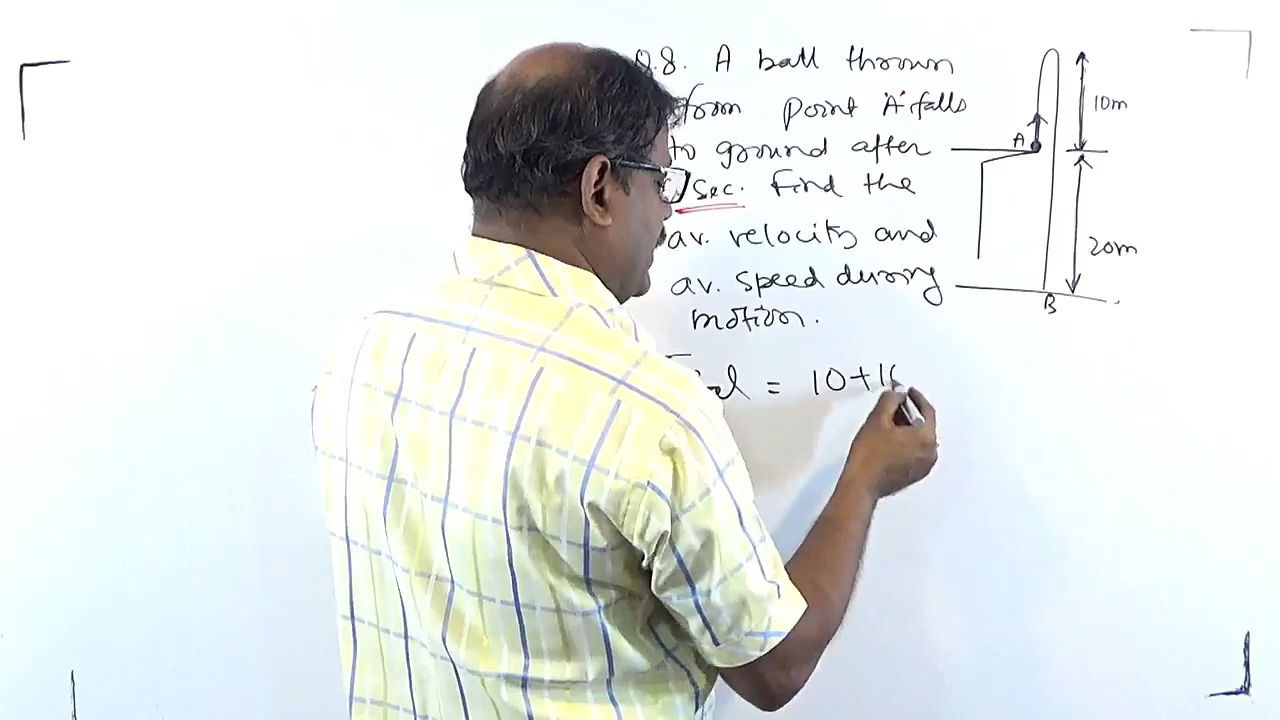 Q.8. A ball thrown
from point 'A' falls
to ground after
sec. Find the
av. velocity and
av. speed during
motion.
= 10+10
A
10m
20m
B